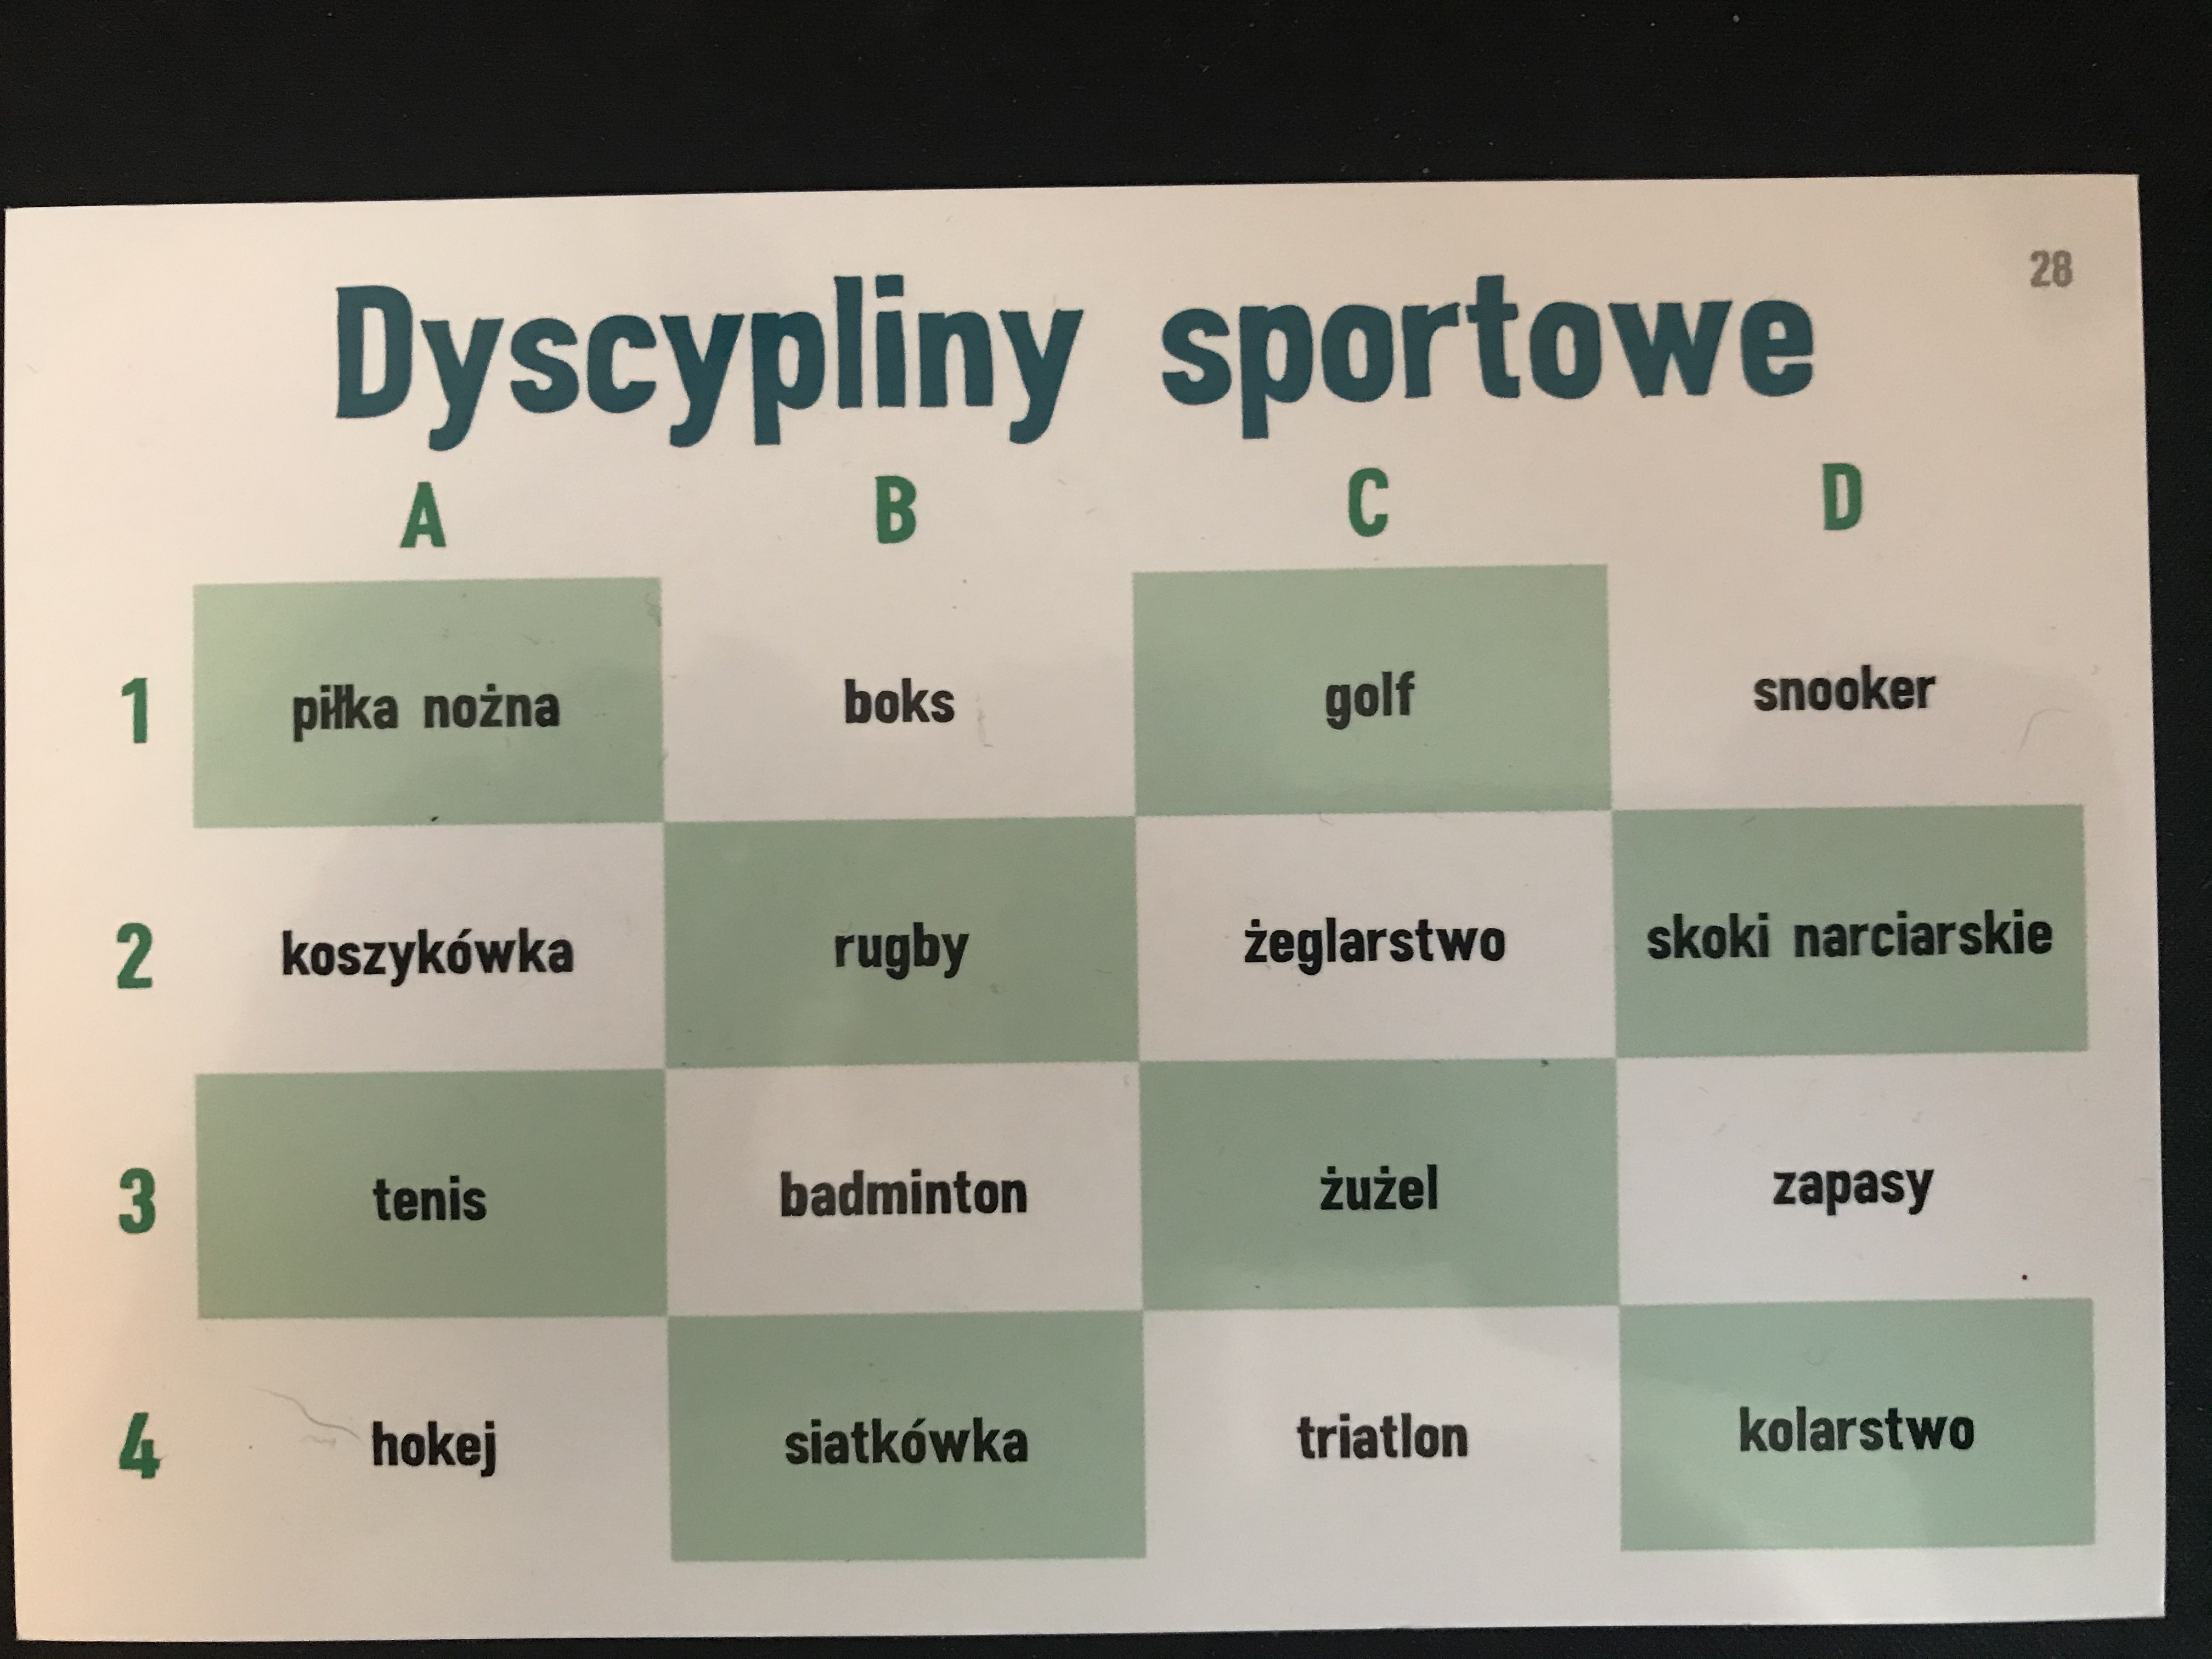 28
Dyscypliny sportowe
A B C D
1 piłka nożna boks golf snooker
2 koszykówka rugby żeglarstwo skoki narciarskie
3 tenis badminton żużel zapasy
4 hokej siatkówka triatlon kolarstwo